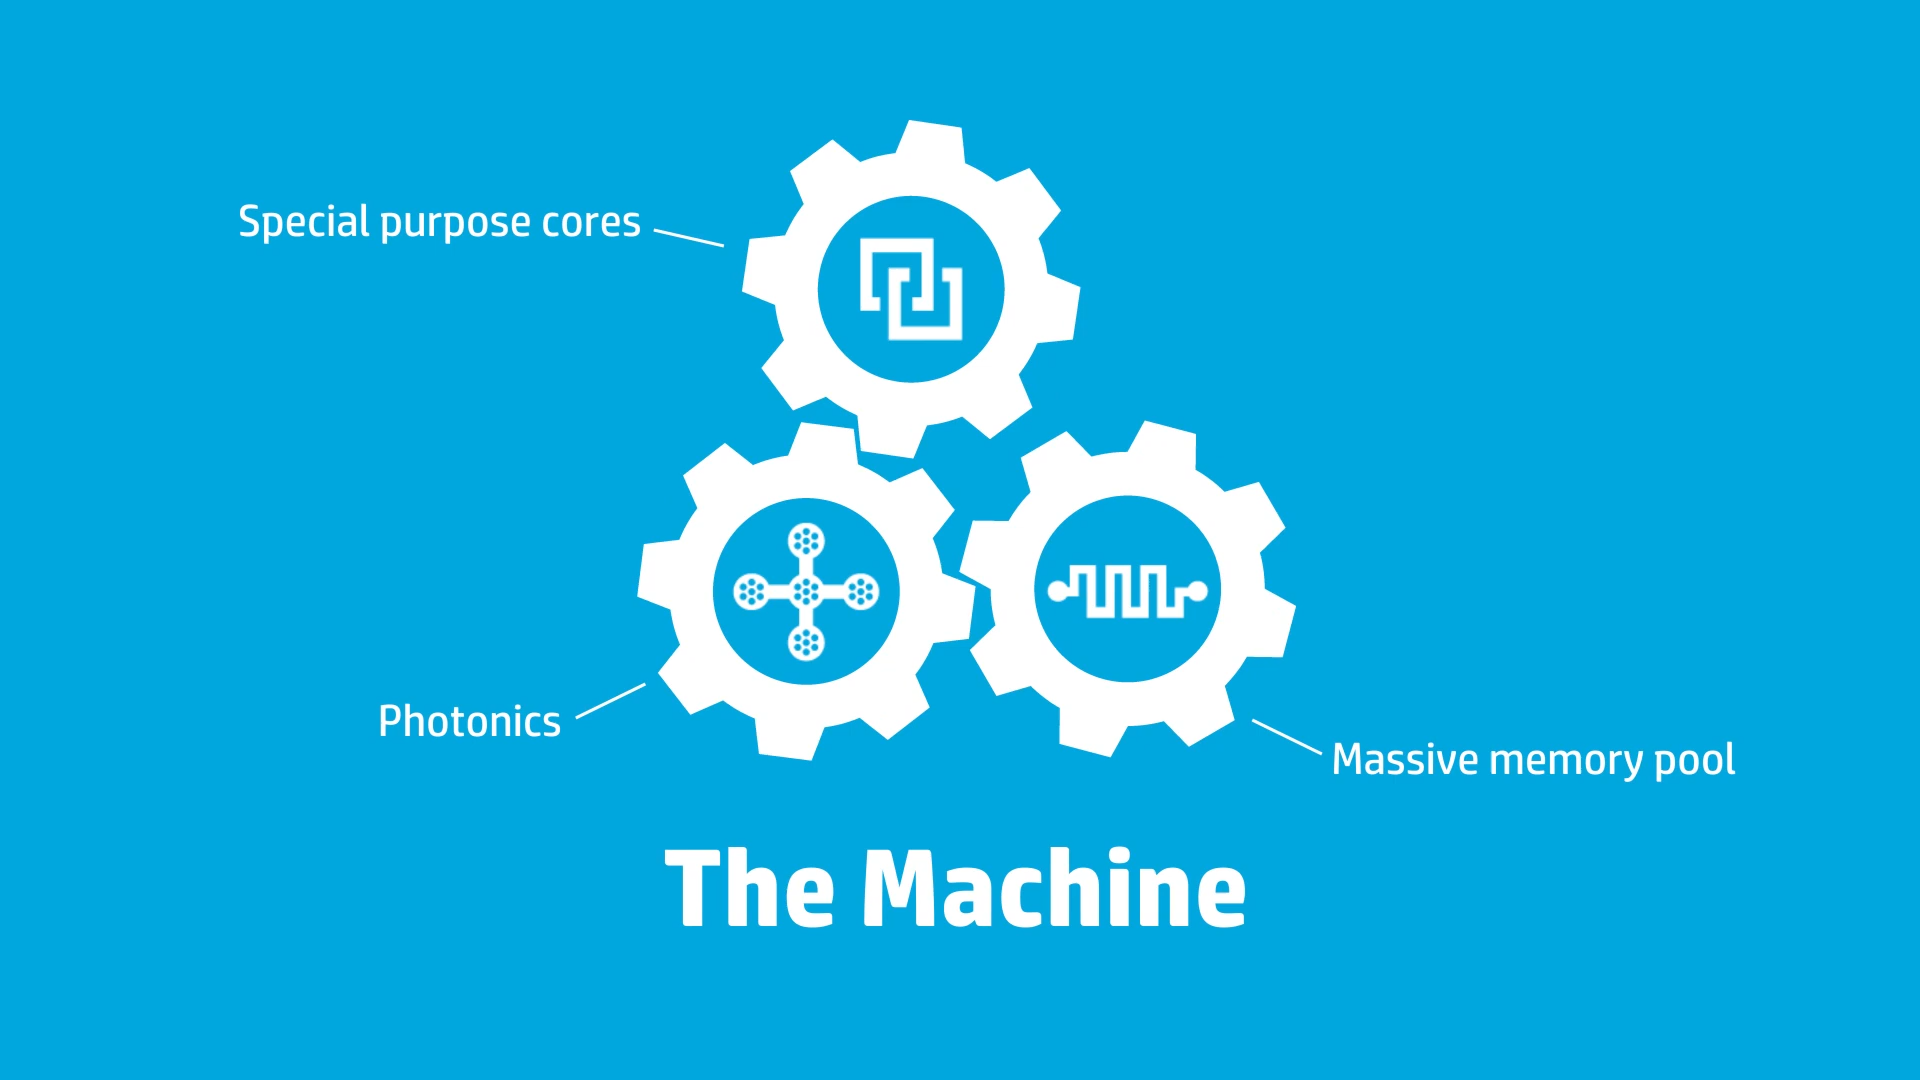 Special purpose cores
Photonics
Massive memory pool
The Machine